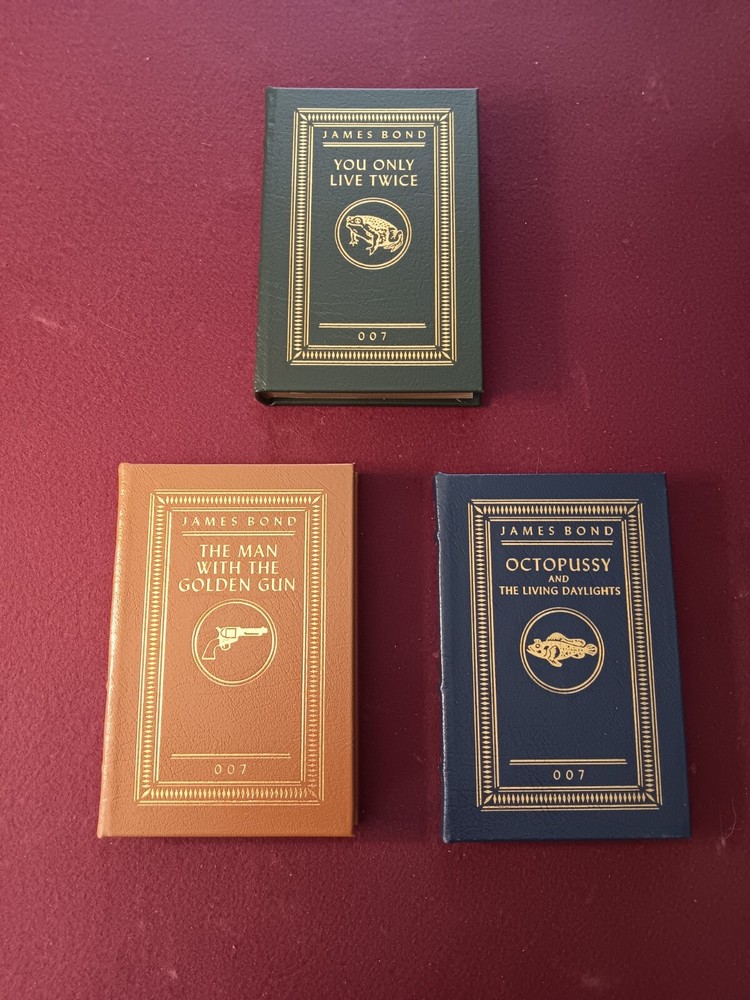 JAMES BOND
YOU ONLY
LIVE TWICE
007
JAMES BOND
THE MAN
WITH THE
GOLDEN GUN
007
JAMES BOND
OCTOPUSSY
AND
THE LIVING DAYLIGHTS
007